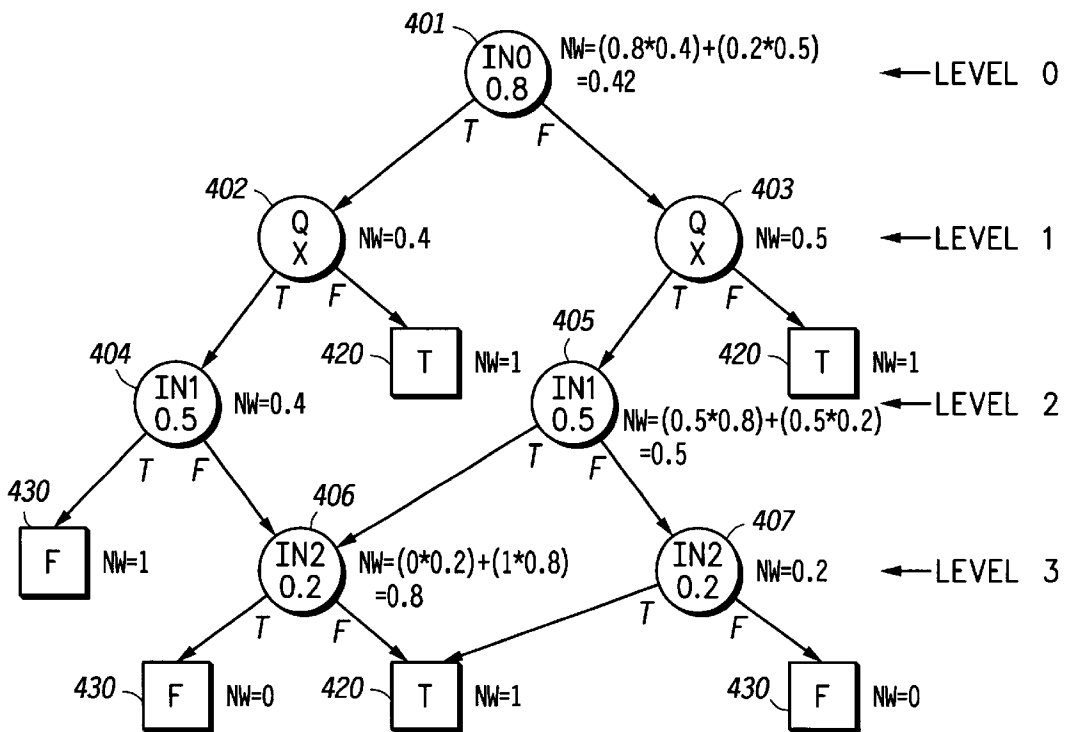 401
IN0
0.8
NW=(0.8*0.4)+(0.2*0.5)
=0.42
LEVEL 0
T
F
402
Q
X
NW=0.4
403
Q
X
NW=0.5
LEVEL 1
T
F
T
F
404
IN1
0.5
NW=0.4
420
T
NW=1
405
IN1
0.5
NW=(0.5*0.8)+(0.5*0.2)
=0.5
420
T
NW=1
LEVEL 2
T
F
T
F
430
F
NW=1
406
IN2
0.2
NW=(0*0.2)+(1*0.8)
=0.8
407
IN2
0.2
NW=0.2
LEVEL 3
T
F
T
F
430
F
NW=0
420
T
NW=1
430
F
NW=0